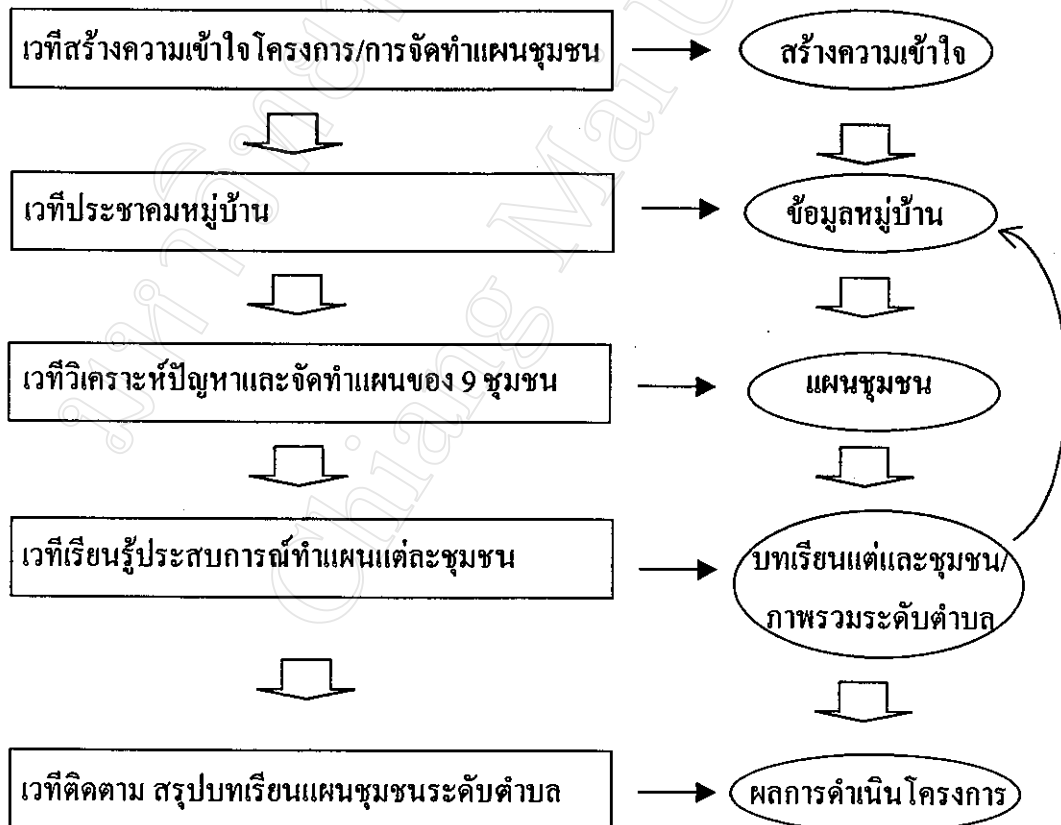 เวทีสร้างความเข้าใจโครงการ/การจัดทำแผนชุมชน
สร้างความเข้าใจ
เวทีประชาคมหมู่บ้าน
ข้อมูลหมู่บ้าน
เวทีวิเคราะห์ปัญหาและจัดทำแผนของ 9 ชุมชน
แผนชุมชน
เวทีเรียนรู้ประสบการณ์ทำแผนแต่ละชุมชน
บทเรียนแต่และชุมชน/
ภาพรวมระดับตำบล
เวทีติดตาม สรุปบทเรียนแผนชุมชนระดับตำบล
ผลการดำเนินโครงการ
Chiang Mai U